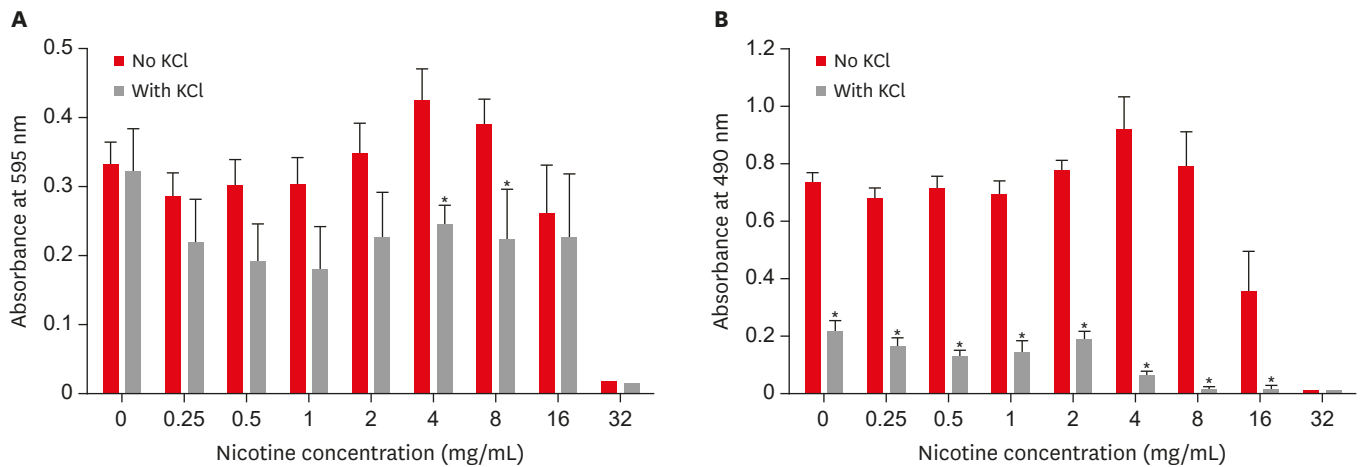 A
No KCl
With KCl
Absorbance at 595 nm
0.5
0.4
0.3
0.2
0.1
0
* *
0 0.25 0.5 1 2 4 8 16 32
Nicotine concentration (mg/mL)
B
No KCl
With KCl
Absorbance at 490 nm
1.2
1.0
0.8
0.6
0.4
0.2
0
* * * * * * * *
0 0.25 0.5 1 2 4 8 16 32
Nicotine concentration (mg/mL)